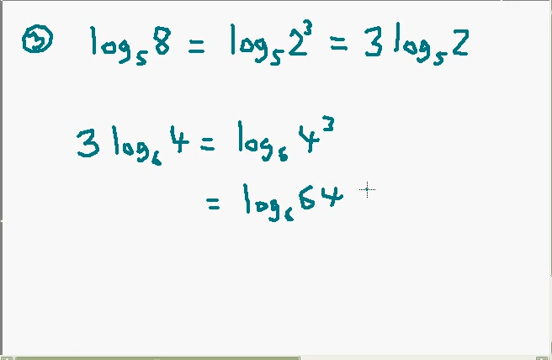 ③ log₅8 = log₅2³ = 3log₅2
3log₆4 = log₆4³
= log₆64